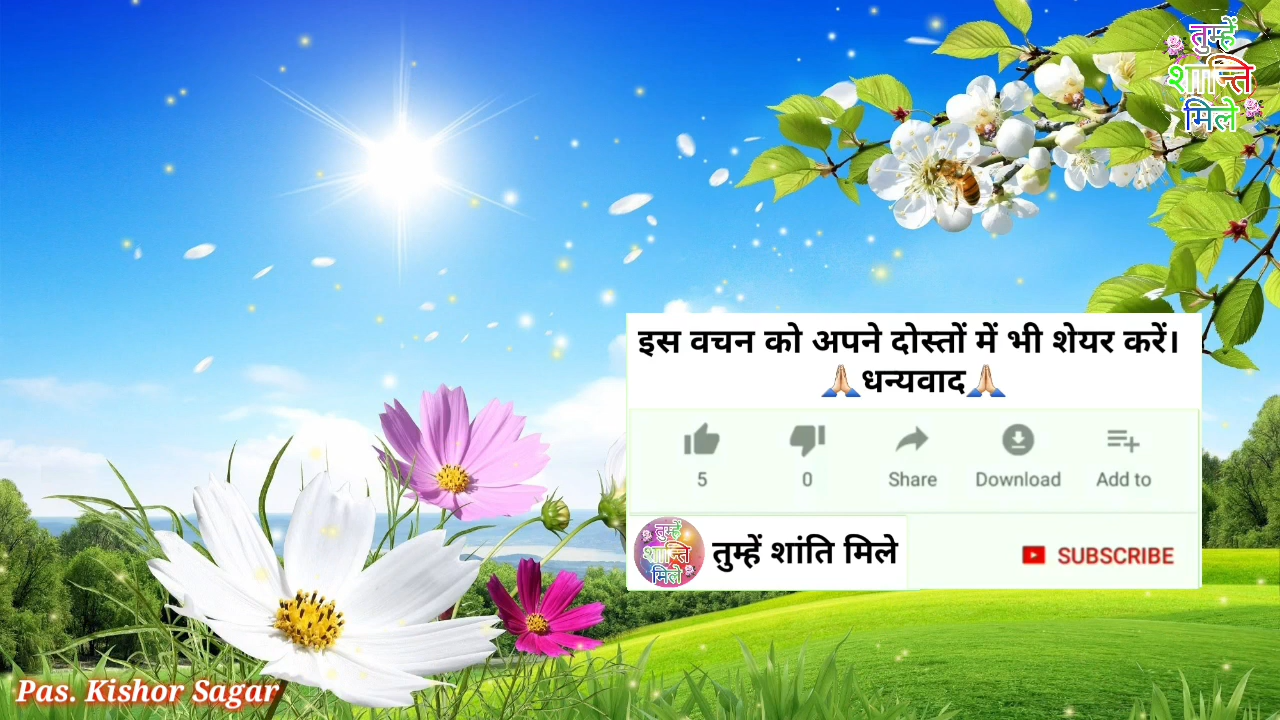 तुम्हें
शान्ति
मिले
इस वचन को अपने दोस्तों में भी शेयर करें।
🙏🏻धन्यवाद🙏🏻
5 0 Share Download Add to
तुम्हें
शान्ति
मिले
तुम्हें शांति मिले SUBSCRIBE
Pas. Kishor Sagar